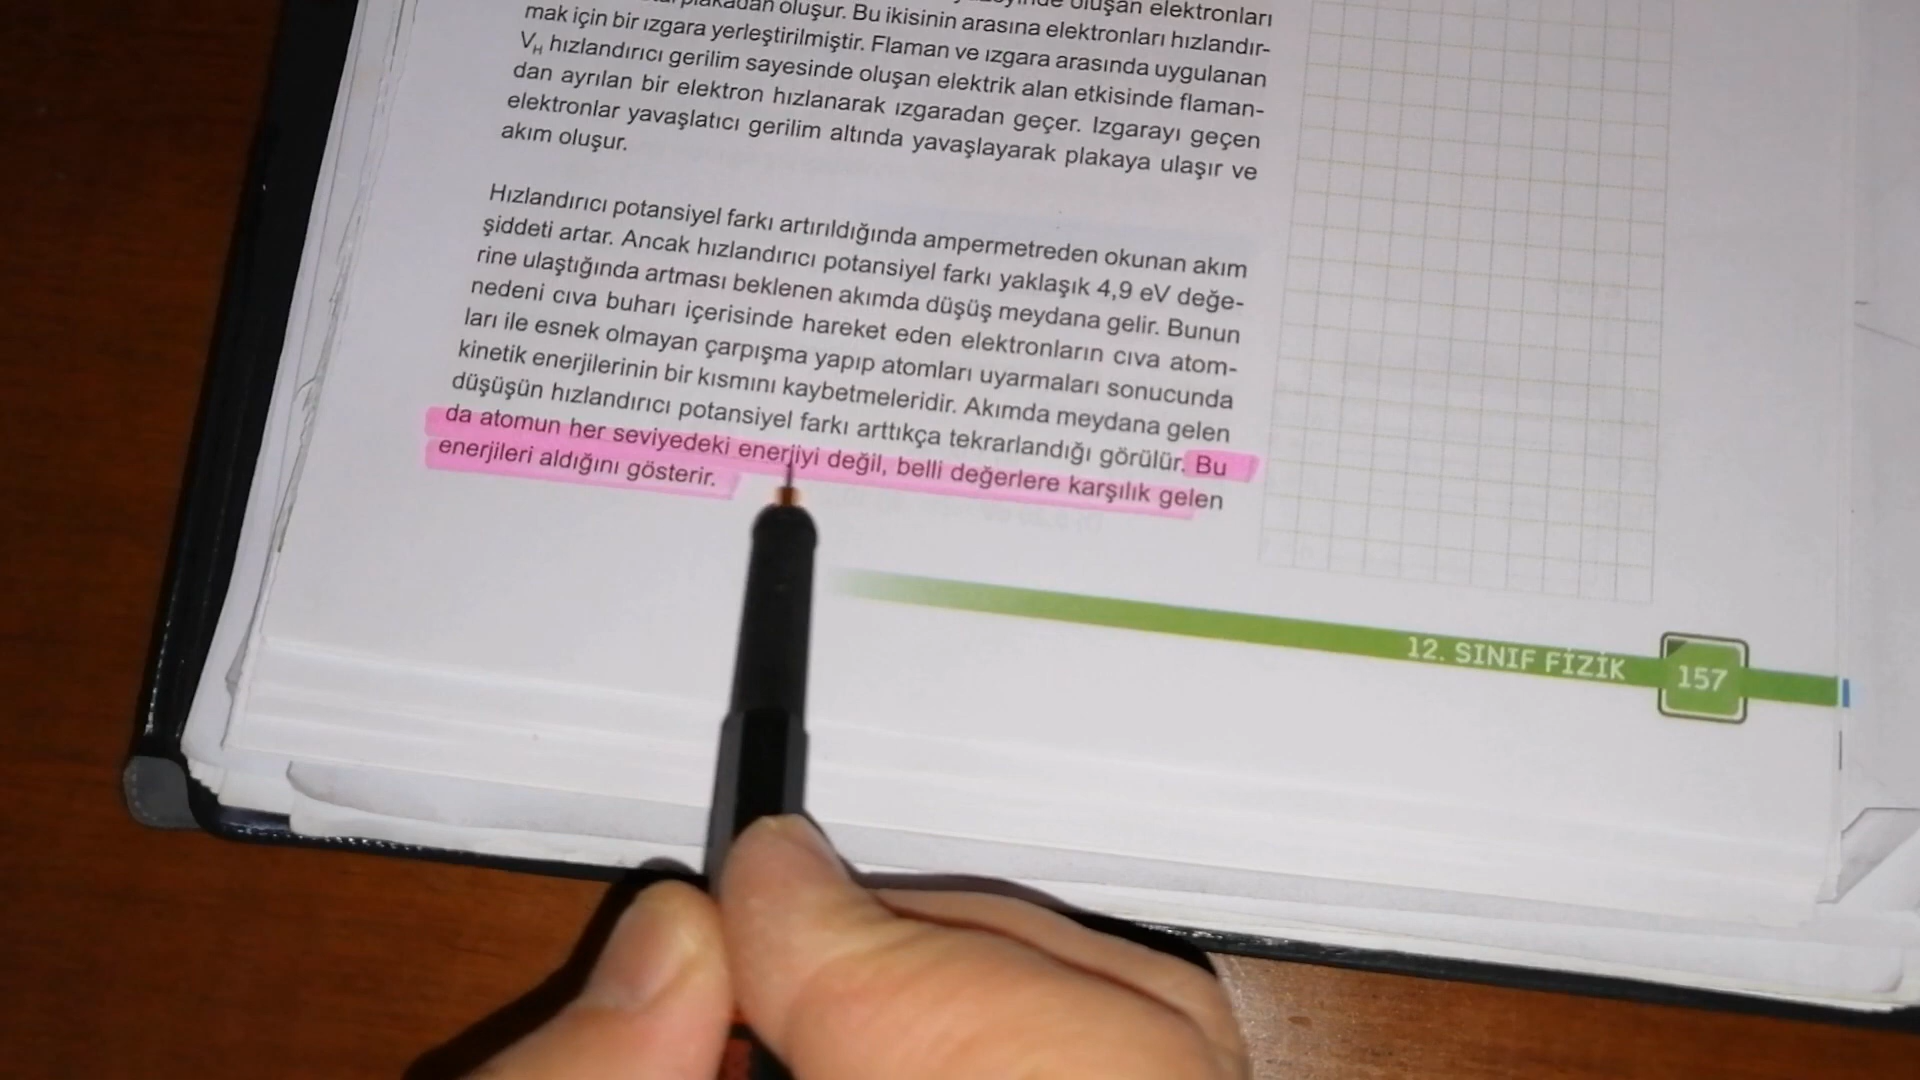 oluşan elektronları
plakadan oluşur. Bu ikisinin arasına elektronları hızlandır-
mak için bir ızgara yerleştirilmiştir. Flaman ve ızgara arasında uygulanan
VH hızlandırıcı gerilim sayesinde oluşan elektrik alan etkisinde flaman-
dan ayrılan bir elektron hızlanarak ızgaradan geçer. Izgarayı geçen
elektronlar yavaşlatıcı gerilim altında yavaşlayarak plakaya ulaşır ve
akım oluşur.
Hızlandırıcı potansiyel farkı artırıldığında ampermetreden okunan akım
şiddeti artar. Ancak hızlandırıcı potansiyel farkı yaklaşık 4,9 eV değe-
rine ulaştığında artması beklenen akımda düşüş meydana gelir. Bunun
nedeni cıva buharı içerisinde hareket eden elektronların cıva atom-
ları ile esnek olmayan çarpışma yapıp atomları uyarmaları sonucunda
kinetik enerjilerinin bir kısmını kaybetmeleridir. Akımda meydana gelen
düşüşün hızlandırıcı potansiyel farkı arttıkça tekrarlandığı görülür. Bu
da atomun her seviyedeki enerjiyi değil, belli değerlere karşılık gelen
enerjileri aldığını gösterir.
12. SINIF FİZİK
157